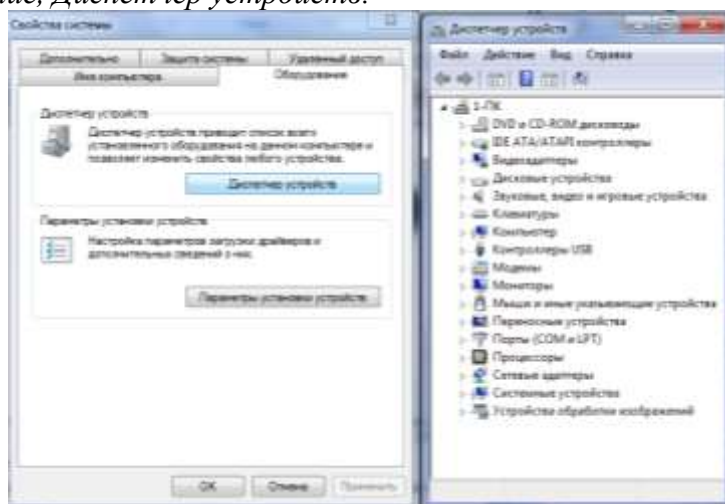 Диспетчер устройств.
Свойства системы
Дополнительно Защита системы Удаленный доступ
Имя компьютера Оборудование
Диспетчер устройств
Диспетчер устройств приводит список всего
установленного оборудования на данном компьютере и
позволяет изменить свойства любого устройства.
Диспетчер устройств
Параметры установки устройств
Настройка параметров загрузки драйверов и
дополнительных сведений о них.
Параметры установки устройств
OK Отмена Применить
Диспетчер устройств
Файл Действие Вид Справка
1-ПК
DVD и CD-ROM дисководы
IDE ATA/ATAPI контроллеры
Видеоадаптеры
Дисковые устройства
Звуковые, видео и игровые устройства
Клавиатуры
Компьютер
Контроллеры USB
Модемы
Мониторы
Мыши и иные указывающие устройства
Переносные устройства
Порты (COM и LPT)
Процессоры
Сетевые адаптеры
Системные устройства
Устройства обработки изображений